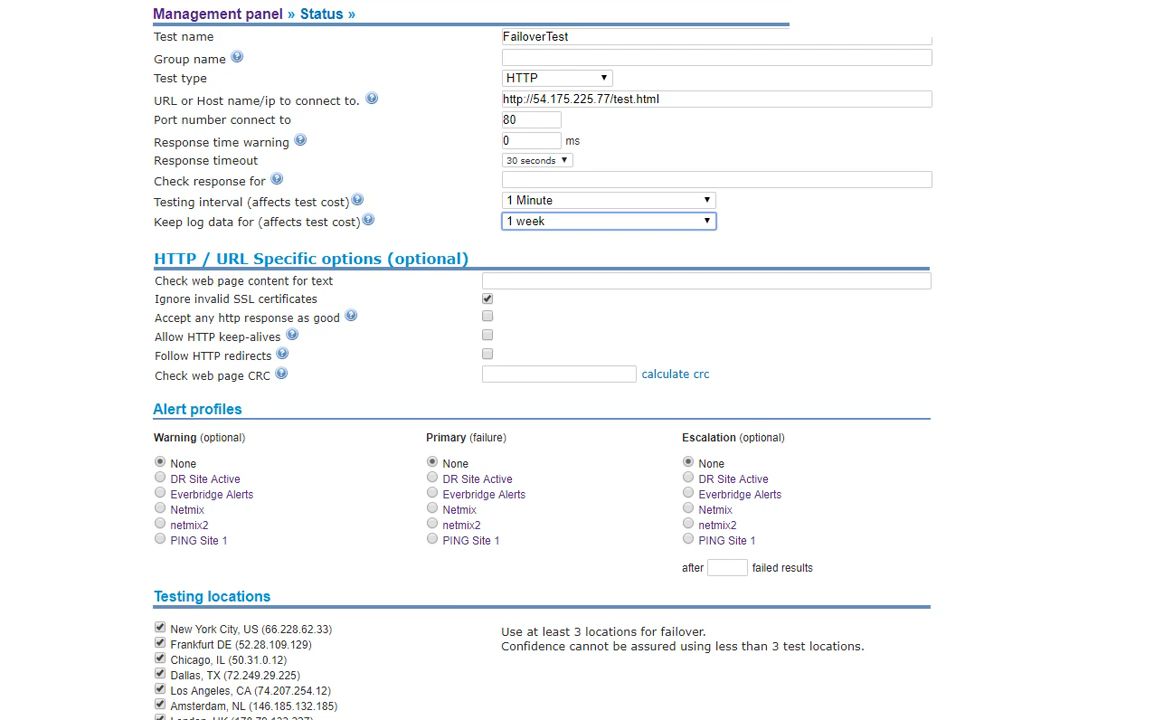 Management panel » Status »
Test name FailoverTest
Group name
Test type HTTP
URL or Host name/ip to connect to. http://54.175.225.77/test.html
Port number connect to 80
Response time warning 0 ms
Response timeout 30 seconds
Check response for
Testing interval (affects test cost) 1 Minute
Keep log data for (affects test cost) 1 week
HTTP / URL Specific options (optional)
Check web page content for text
Ignore invalid SSL certificates
Accept any http response as good
Allow HTTP keep-alives
Follow HTTP redirects
Check web page CRC calculate crc
Alert profiles
Warning (optional) Primary (failure) Escalation (optional)
None None None
DR Site Active DR Site Active DR Site Active
Everbridge Alerts Everbridge Alerts Everbridge Alerts
Netmix Netmix Netmix
netmix2 netmix2 netmix2
PING Site 1 PING Site 1 PING Site 1
after failed results
Testing locations
New York City, US (66.228.62.33) Use at least 3 locations for failover.
Frankfurt DE (52.28.109.129) Confidence cannot be assured using less than 3 test locations.
Chicago, IL (50.31.0.12)
Dallas, TX (72.249.29.225)
Los Angeles, CA (74.207.254.12)
Amsterdam, NL (146.185.132.185)